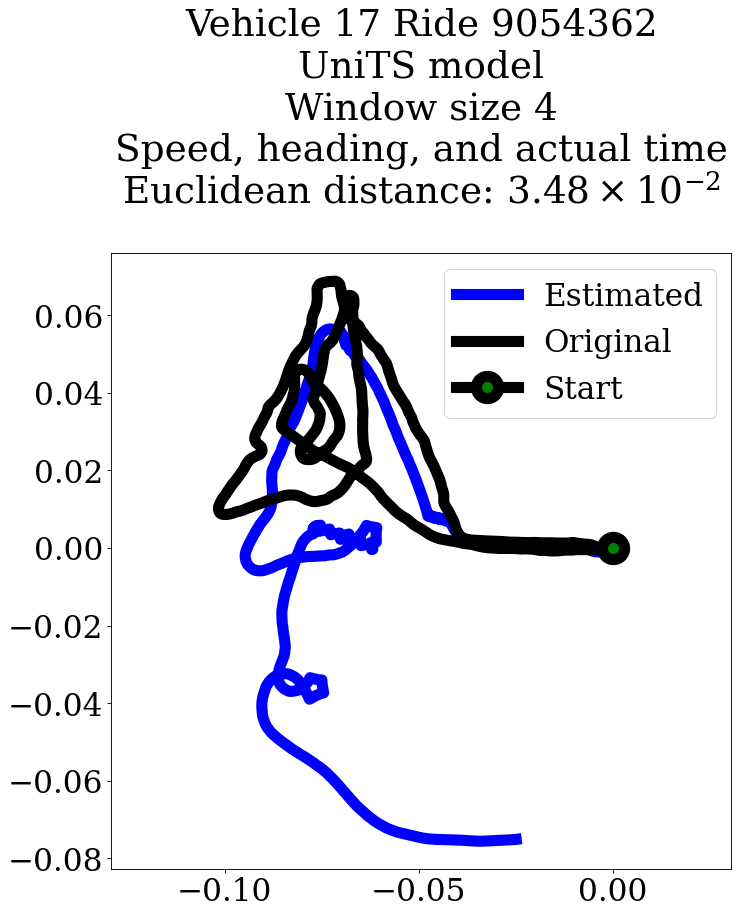 Vehicle 17 Ride 9054362
UniTS model
Window size 4
Speed, heading, and actual time
Euclidean distance: 3.48 × 10⁻²
Estimated
Original
Start
0.06
0.04
0.02
0.00
−0.02
−0.04
−0.06
−0.08
−0.10
−0.05
0.00